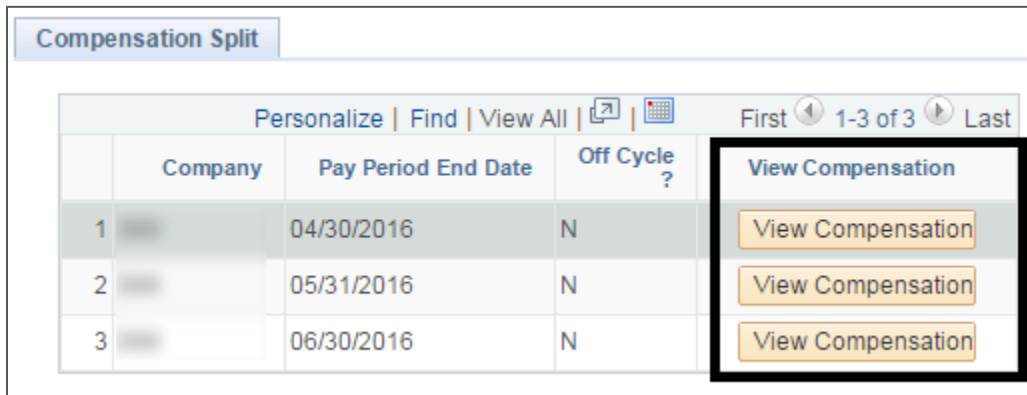 Compensation Split
Personalize | Find | View All | | First 1-3 of 3 Last
Company Pay Period End Date Off Cycle ? View Compensation
1 04/30/2016 N View Compensation
2 05/31/2016 N View Compensation
3 06/30/2016 N View Compensation